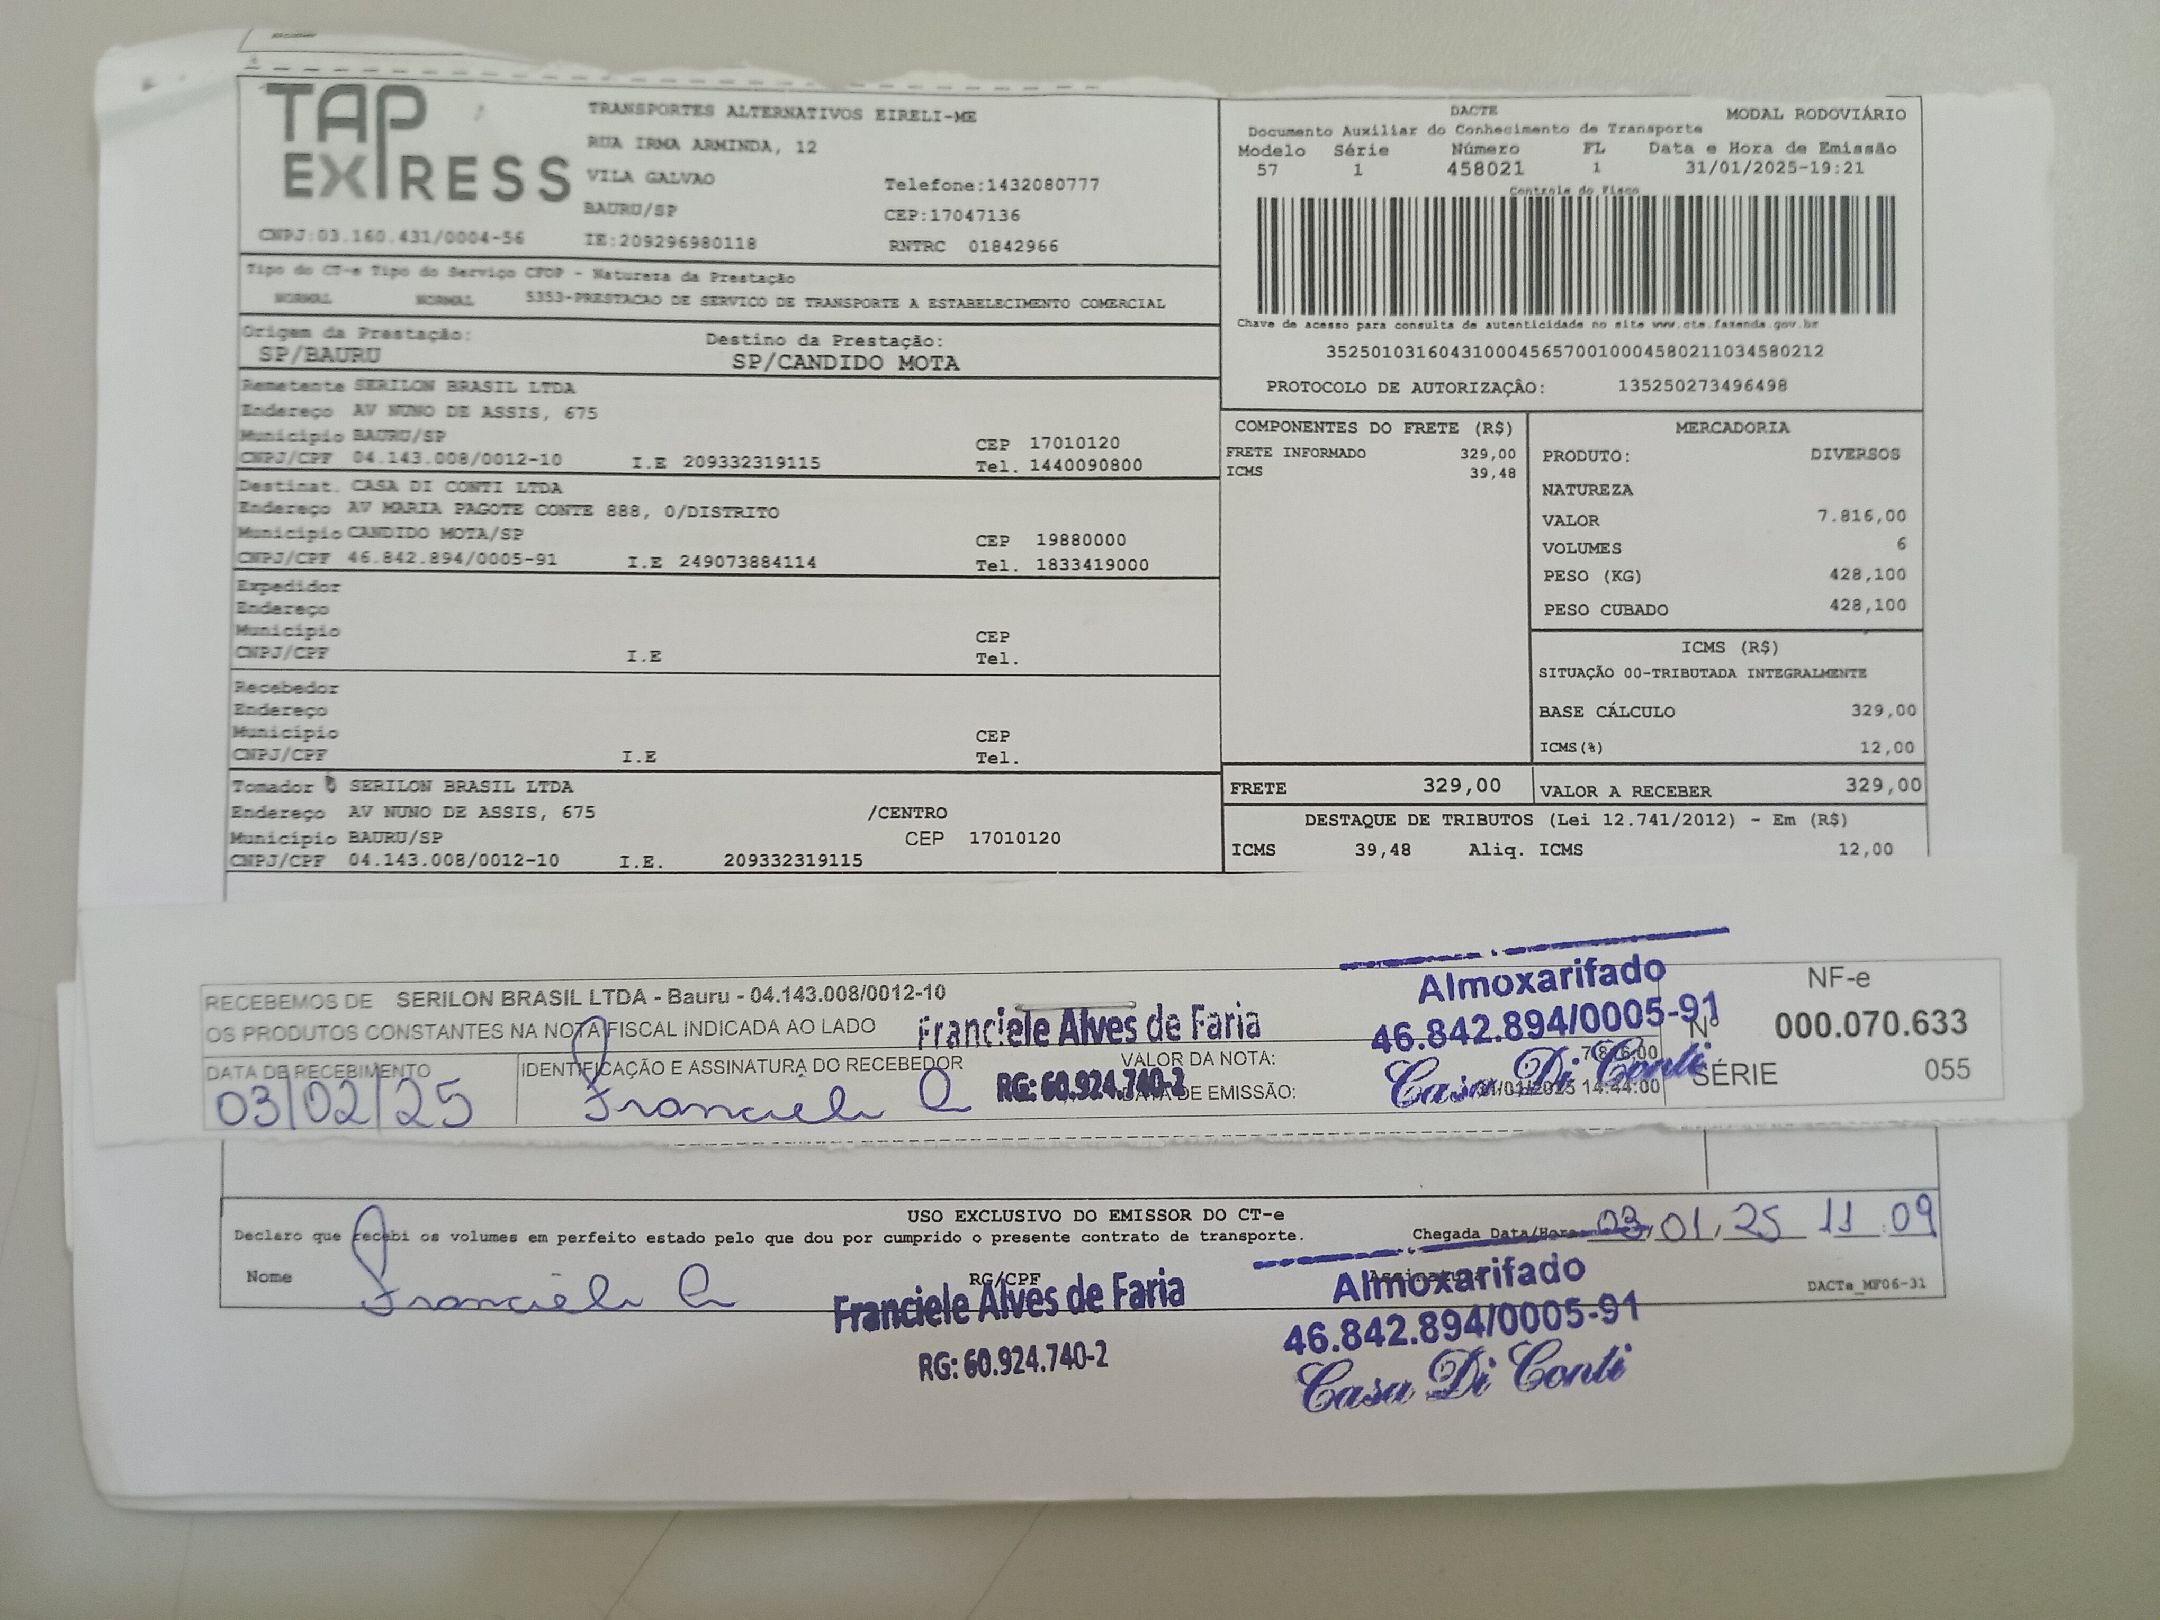 TAP EXPRESS
TRANSPORTES ALTERNATIVOS EIRELI-ME
RUA IRMA ARMINDA, 12
VILA GALVAO Telefone:1432080777
BAURU/SP CEP:17047136
CNPJ:03.160.431/0004-56 IE:209296980118 RNTRC 01842966
Tipo do CT-e Tipo do Serviço CFOP - Natureza da Prestação
NORMAL NORMAL 5353-PRESTACAO DE SERVICO DE TRANSPORTE A ESTABELECIMENTO COMERCIAL
Origem da Prestação: Destino da Prestação:
SP/BAURU SP/CANDIDO MOTA
Remetente SERILON BRASIL LTDA
Endereço AV NUNO DE ASSIS, 675
Município BAURU/SP CEP 17010120
CNPJ/CPF 04.143.008/0012-10 I.E 209332319115 Tel. 1440090800
Destinat. CASA DI CONTI LTDA
Endereço AV MARIA PAGOTE CONTE 888, 0/DISTRITO
Município CANDIDO MOTA/SP CEP 19880000
CNPJ/CPF 46.842.894/0005-91 I.E 249073884114 Tel. 1833419000
Expedidor
Endereço
Município CEP
CNPJ/CPF I.E Tel.
Recebedor
Endereço
Município CEP
CNPJ/CPF I.E Tel.
Tomador SERILON BRASIL LTDA
Endereço AV NUNO DE ASSIS, 675 /CENTRO
Município BAURU/SP CEP 17010120
CNPJ/CPF 04.143.008/0012-10 I.E. 209332319115
DACTE MODAL RODOVIÁRIO
Documento Auxiliar do Conhecimento de Transporte
Modelo Série Número FL Data e Hora de Emissão
57 1 458021 1 31/01/2025-19:21
Controle do Fisco
Chave de acesso para consulta de autenticidade no site www.cte.fazenda.gov.br
35250103160431000456570010004580211034580212
PROTOCOLO DE AUTORIZAÇÂO: 135250273496498
COMPONENTES DO FRETE (R$)
FRETE INFORMADO 329,00
ICMS 39,48
MERCADORIA
PRODUTO: DIVERSOS
NATUREZA
VALOR 7.816,00
VOLUMES 6
PESO (KG) 428,100
PESO CUBADO 428,100
ICMS (R$)
SITUAÇÃO 00-TRIBUTADA INTEGRALMENTE
BASE CÁLCULO 329,00
ICMS(%) 12,00
FRETE 329,00 VALOR A RECEBER 329,00
DESTAQUE DE TRIBUTOS (Lei 12.741/2012) - Em (R$)
ICMS 39,48 Aliq. ICMS 12,00
RECEBEMOS DE SERILON BRASIL LTDA - Bauru - 04.143.008/0012-10
OS PRODUTOS CONSTANTES NA NOTA FISCAL INDICADA AO LADO
DATA DE RECEBIMENTO IDENTIFICAÇÃO E ASSINATURA DO RECEBEDOR VALOR DA NOTA:
03/02/25 DE EMISSÃO: 14:44:00
Franciele Alves de Faria
RG: 60.924.740-2
Almoxarifado
46.842.894/0005-91
Casa Di Conti
NF-e
Nº 000.070.633
SÉRIE 055
USO EXCLUSIVO DO EMISSOR DO CT-e
Declaro que recebi os volumes em perfeito estado pelo que dou por cumprido o presente contrato de transporte. Chegada Data/Hora 03,01,25 11:09
Nome RG/CPF Assinatura DACTe_MF06-31
Franciele Alves de Faria
RG: 60.924.740-2
Almoxarifado
46.842.894/0005-91
Casa Di Conti